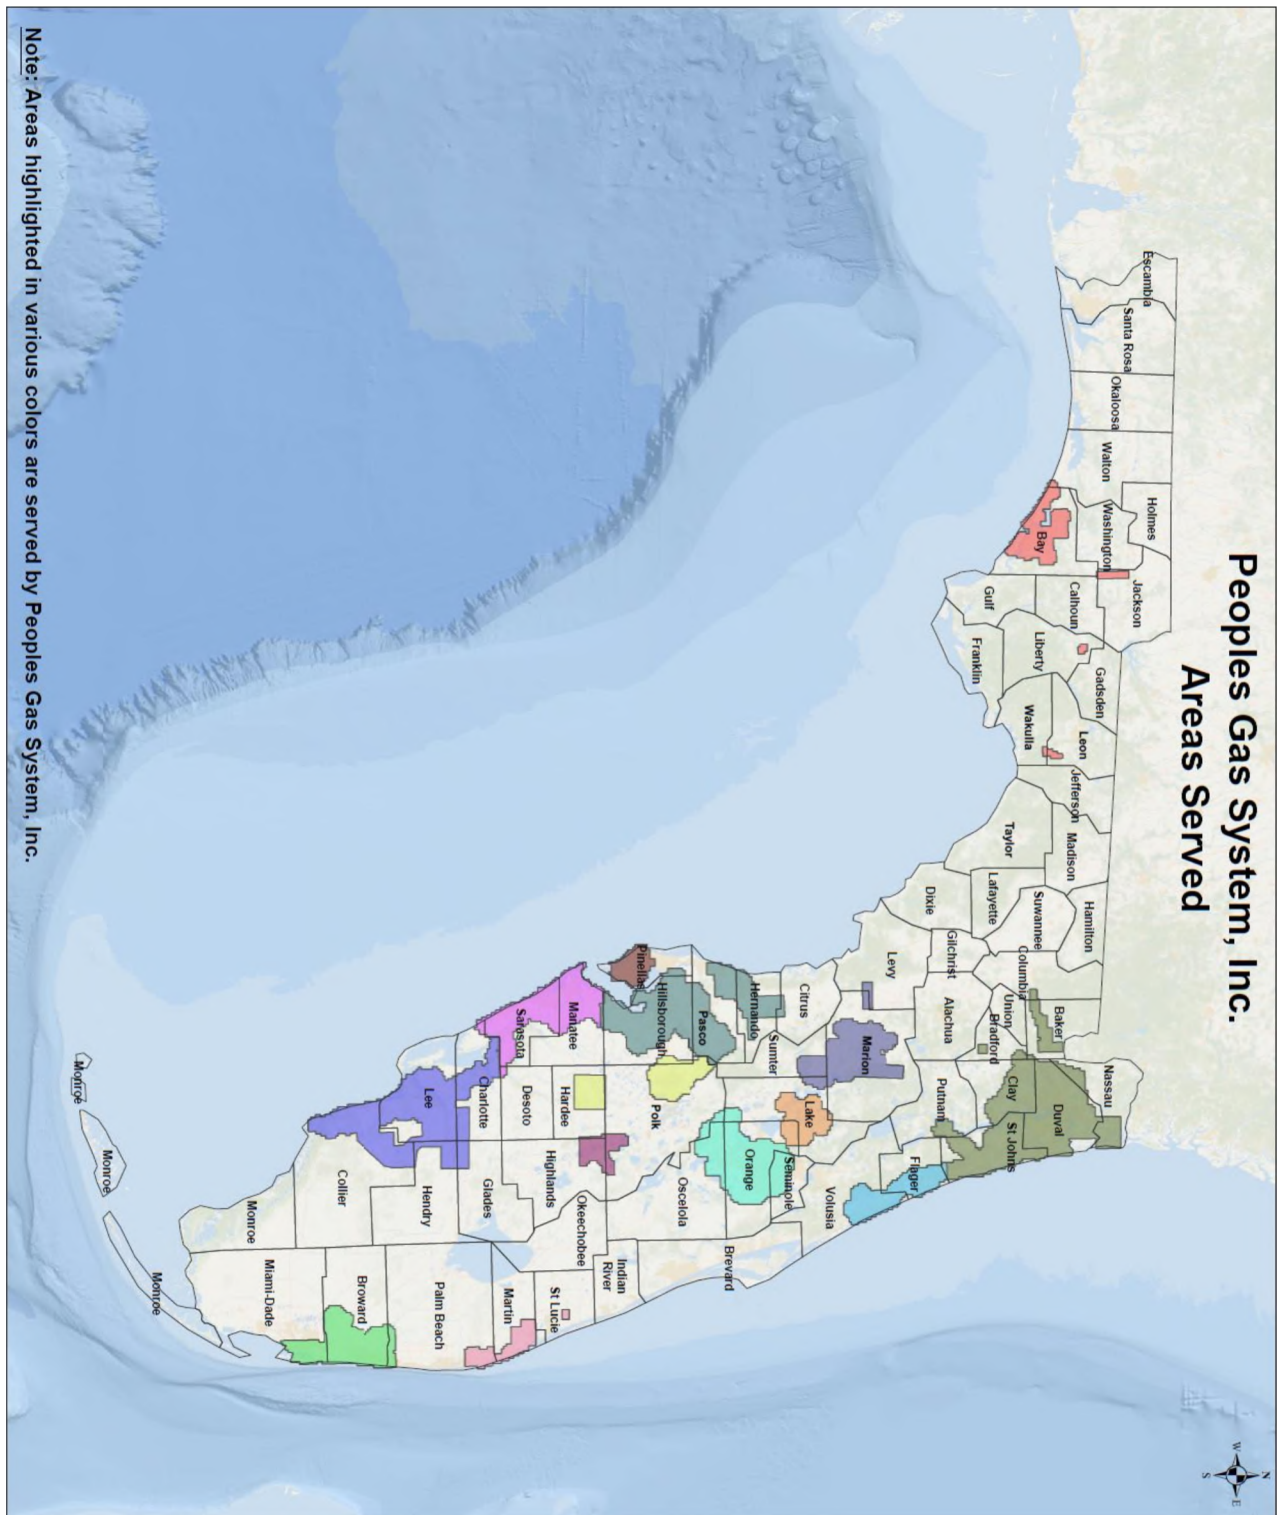 Peoples Gas System, Inc.
Areas Served
Escambia
Santa Rosa
Okaloosa
Walton
Holmes
Washington
Bay
Jackson
Calhoun
Gulf
Liberty
Franklin
Gadsden
Leon
Wakulla
Jefferson
Madison
Taylor
Hamilton
Suwannee
Lafayette
Dixie
Columbia
Gilchrist
Levy
Baker
Union
Bradford
Alachua
Nassau
Duval
Clay
St Johns
Putnam
Flager
Marion
Citrus
Volusia
Sumter
Lake
Hernando
Seminole
Pasco
Orange
Brevard
Pinellas
Hillsborough
Polk
Oscelola
Indian
River
Manatee
Hardee
Highlands
Okeechobee
St Lucie
Sarasota
Desoto
Charlotte
Glades
Martin
Lee
Hendry
Palm Beach
Collier
Broward
Monroe
Miami-Dade
Monroe
Monroe
Monroe
N
W
E
S
Note: Areas highlighted in various colors are served by Peoples Gas System, Inc.